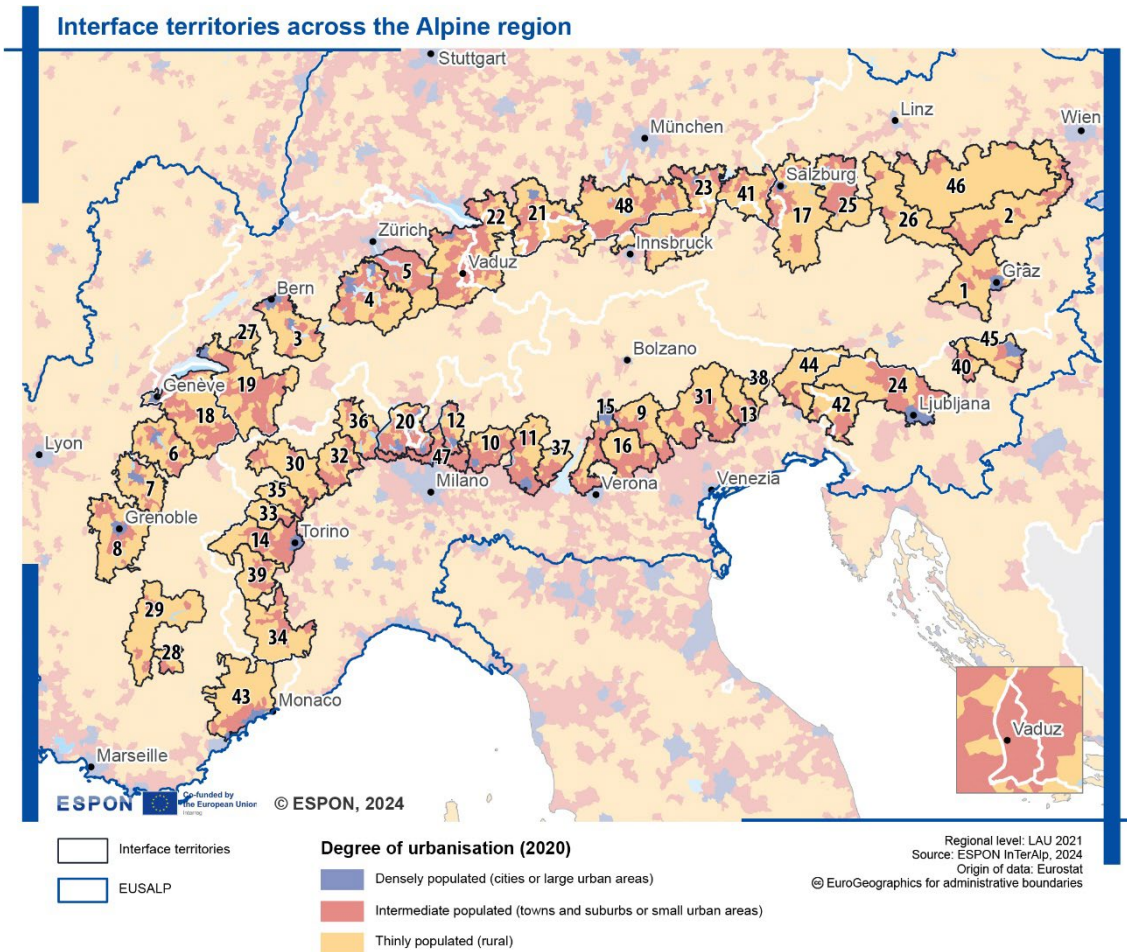 Interface territories across the Alpine region
Stuttgart
Linz
Wien
München
Salzburg
46
23
41
48
22
21
17
25
26
2
Zürich
Innsbruck
Vaduz
5
4
Graz
1
Bern
27
3
45
Bolzano
44
40
38
Genève
19
24
31
42
Ljubljana
18
36
20
12
15
9
13
Lyon
6
10
11
37
16
30
32
47
Milano
Verona
Venezia
7
35
33
Grenoble
14
Torino
8
39
29
34
28
43
Monaco
Vaduz
Marseille
ESPON
Co-funded by
the European Union
Interreg
© ESPON, 2024
Interface territories
EUSALP
Degree of urbanisation (2020)
Densely populated (cities or large urban areas)
Intermediate populated (towns and suburbs or small urban areas)
Thinly populated (rural)
Regional level: LAU 2021
Source: ESPON InTerAlp, 2024
Origin of data: Eurostat
cc EuroGeographics for administrative boundaries